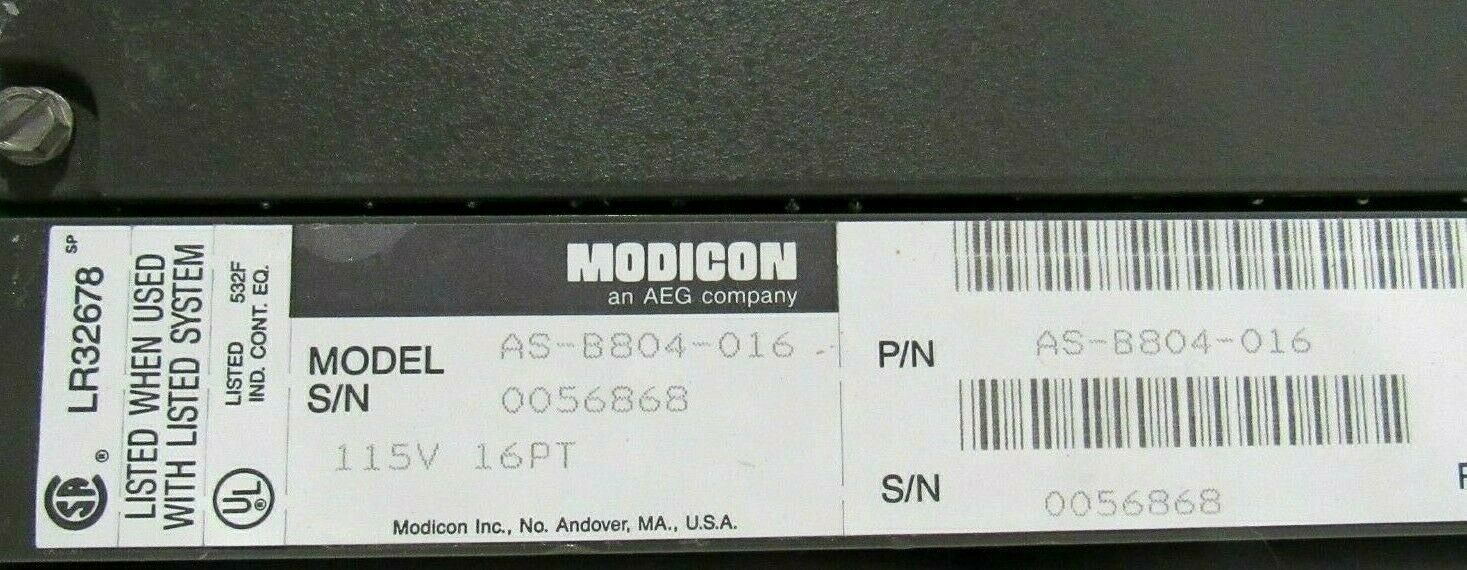 LR32678 SP
LISTED WHEN USED
WITH LISTED SYSTEM
LISTED 532F
IND. CONT. EQ.
SA ®
UL ®
MODICON
an AEG company
MODEL AS-B804-016
S/N 0056868
115V 16PT
Modicon Inc., No. Andover, MA., U.S.A.
P/N AS-B804-016
S/N 0056868